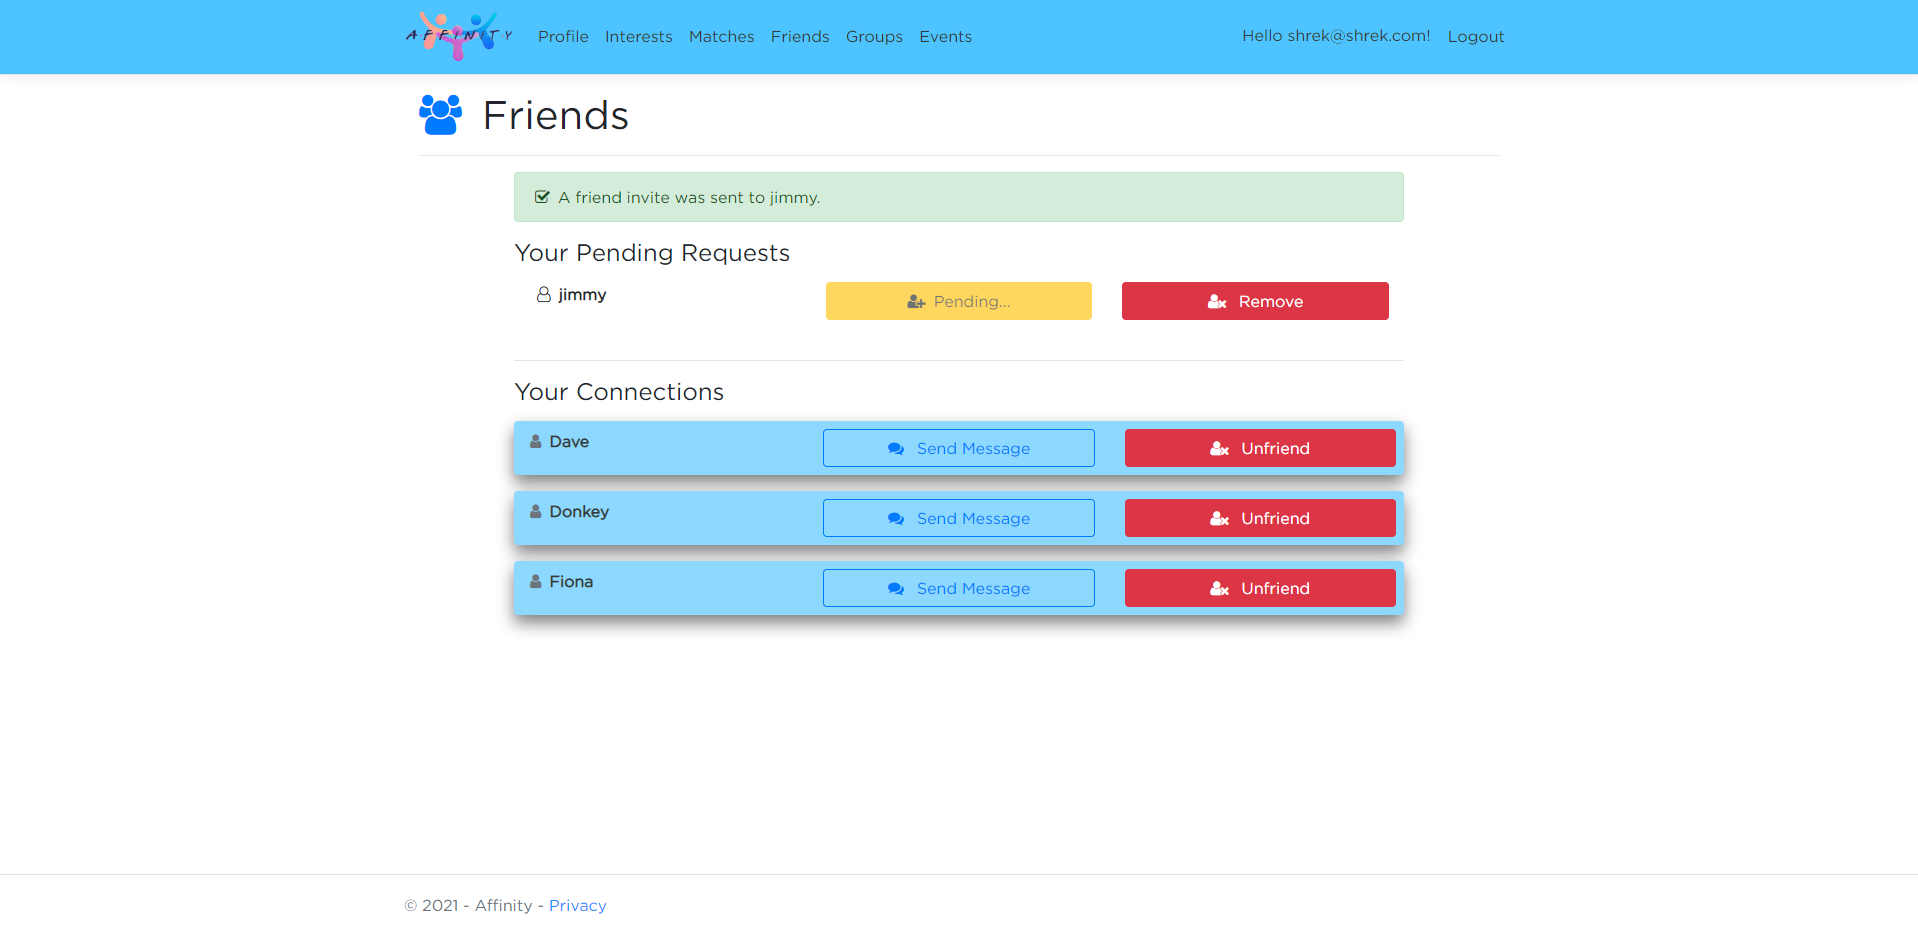 AFFINITY Profile Interests Matches Friends Groups Events Hello shrek@shrek.com! Logout
Friends
A friend invite was sent to jimmy.
Your Pending Requests
jimmy Pending... Remove
Your Connections
Dave Send Message Unfriend
Donkey Send Message Unfriend
Fiona Send Message Unfriend
© 2021 - Affinity - Privacy